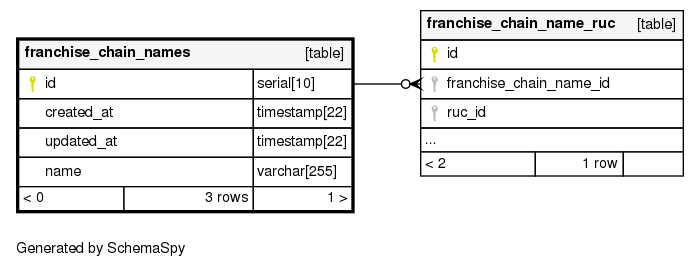 franchise_chain_names [table]
id serial[10]
created_at timestamp[22]
updated_at timestamp[22]
name varchar[255]
< 0 3 rows 1 >
franchise_chain_name_ruc [table]
id
franchise_chain_name_id
ruc_id
...
< 2 1 row
Generated by SchemaSpy